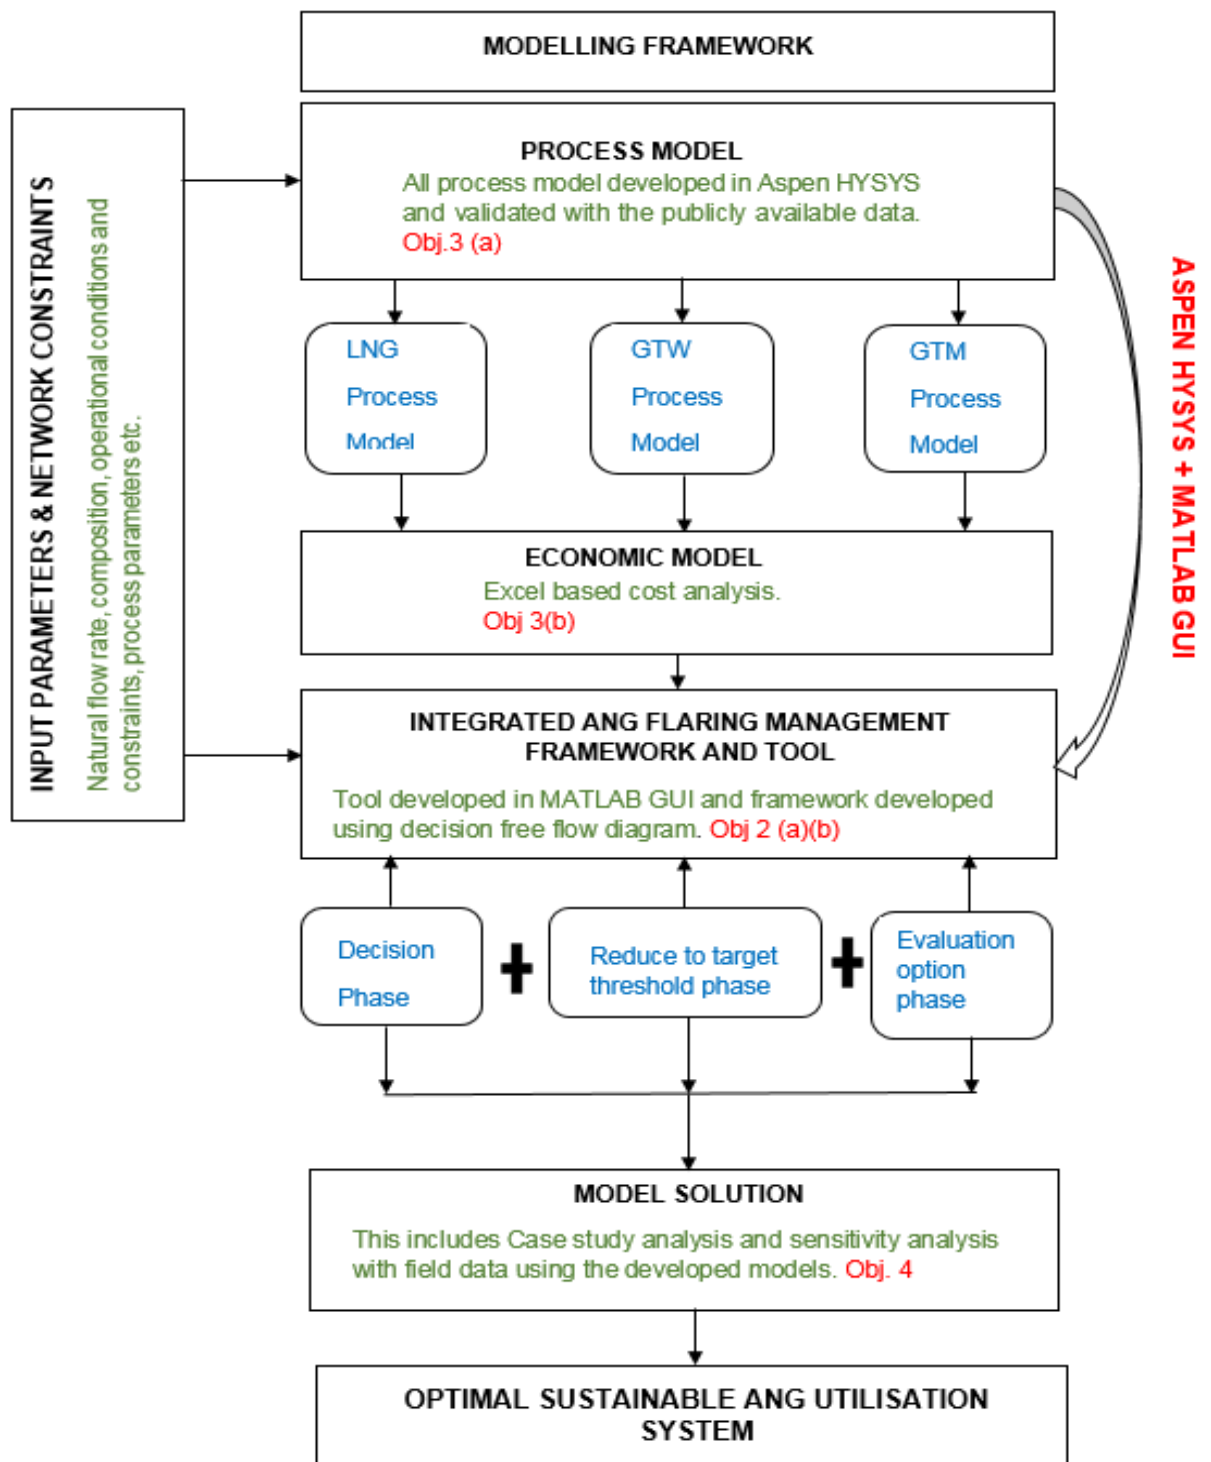 MODELLING FRAMEWORK
INPUT PARAMETERS & NETWORK CONSTRAINTS
Natural flow rate, composition, operational conditions and
constraints, process parameters etc.
PROCESS MODEL
All process model developed in Aspen HYSYS
and validated with the publicly available data.
Obj.3 (a)
ASPEN HYSYS + MATLAB GUI
LNG
Process
Model
GTW
Process
Model
GTM
Process
Model
ECONOMIC MODEL
Excel based cost analysis.
Obj 3(b)
INTEGRATED ANG FLARING MANAGEMENT
FRAMEWORK AND TOOL
Tool developed in MATLAB GUI and framework developed
using decision free flow diagram. Obj 2 (a)(b)
Decision
Phase
+
Reduce to target
threshold phase
+
Evaluation
option
phase
MODEL SOLUTION
This includes Case study analysis and sensitivity analysis
with field data using the developed models. Obj. 4
OPTIMAL SUSTAINABLE ANG UTILISATION
SYSTEM